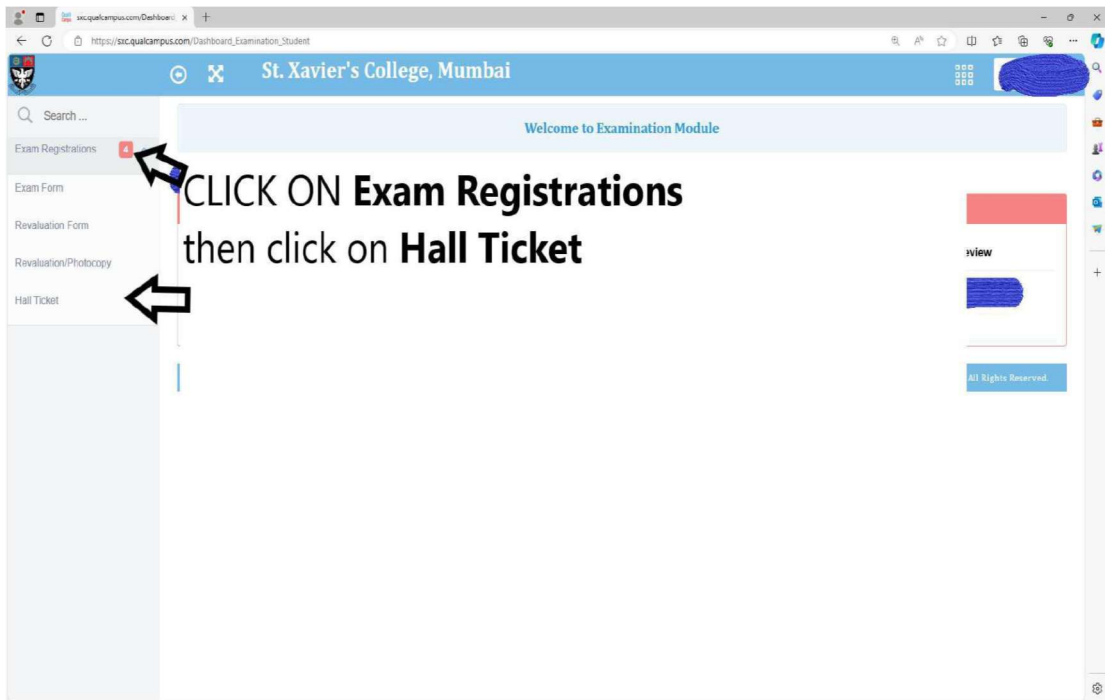 sxc.qualcampus.com/Dashboard
https://sxc.qualcampus.com/Dashboard_Examination_Student
St. Xavier's College, Mumbai
Search ...
Welcome to Examination Module
Exam Registrations 4
CLICK ON Exam Registrations
then click on Hall Ticket
Exam Form
Revaluation Form
Revaluation/Photocopy
Hall Ticket
All Rights Reserved.